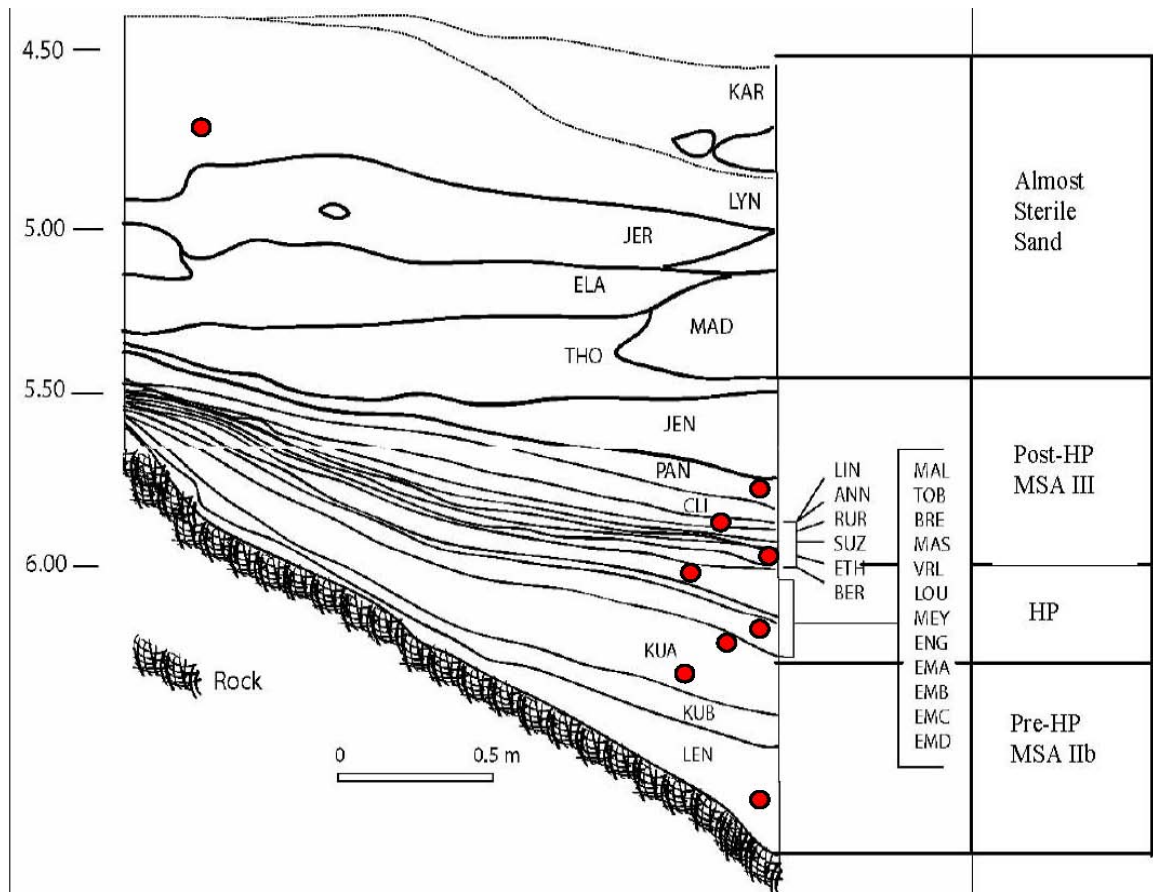 4.50
5.00
5.50
6.00
KAR
LYN
JER
ELA
MAD
THO
JEN
PAN
CLI
KUA
KUB
LEN
Rock
0 0.5 m
LIN
ANN
RUR
SUZ
ETH
BER
MAL
TOB
BRE
MAS
VRL
LOU
MEY
ENG
EMA
EMB
EMC
EMD
Almost
Sterile
Sand
Post-HP
MSA III
HP
Pre-HP
MSA IIb